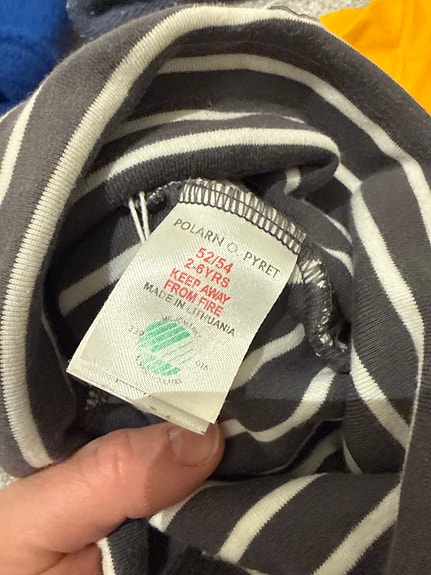 POLARN O. PYRET
52/54
2-6YRS
KEEP AWAY
FROM FIRE
MADE IN LITHUANIA